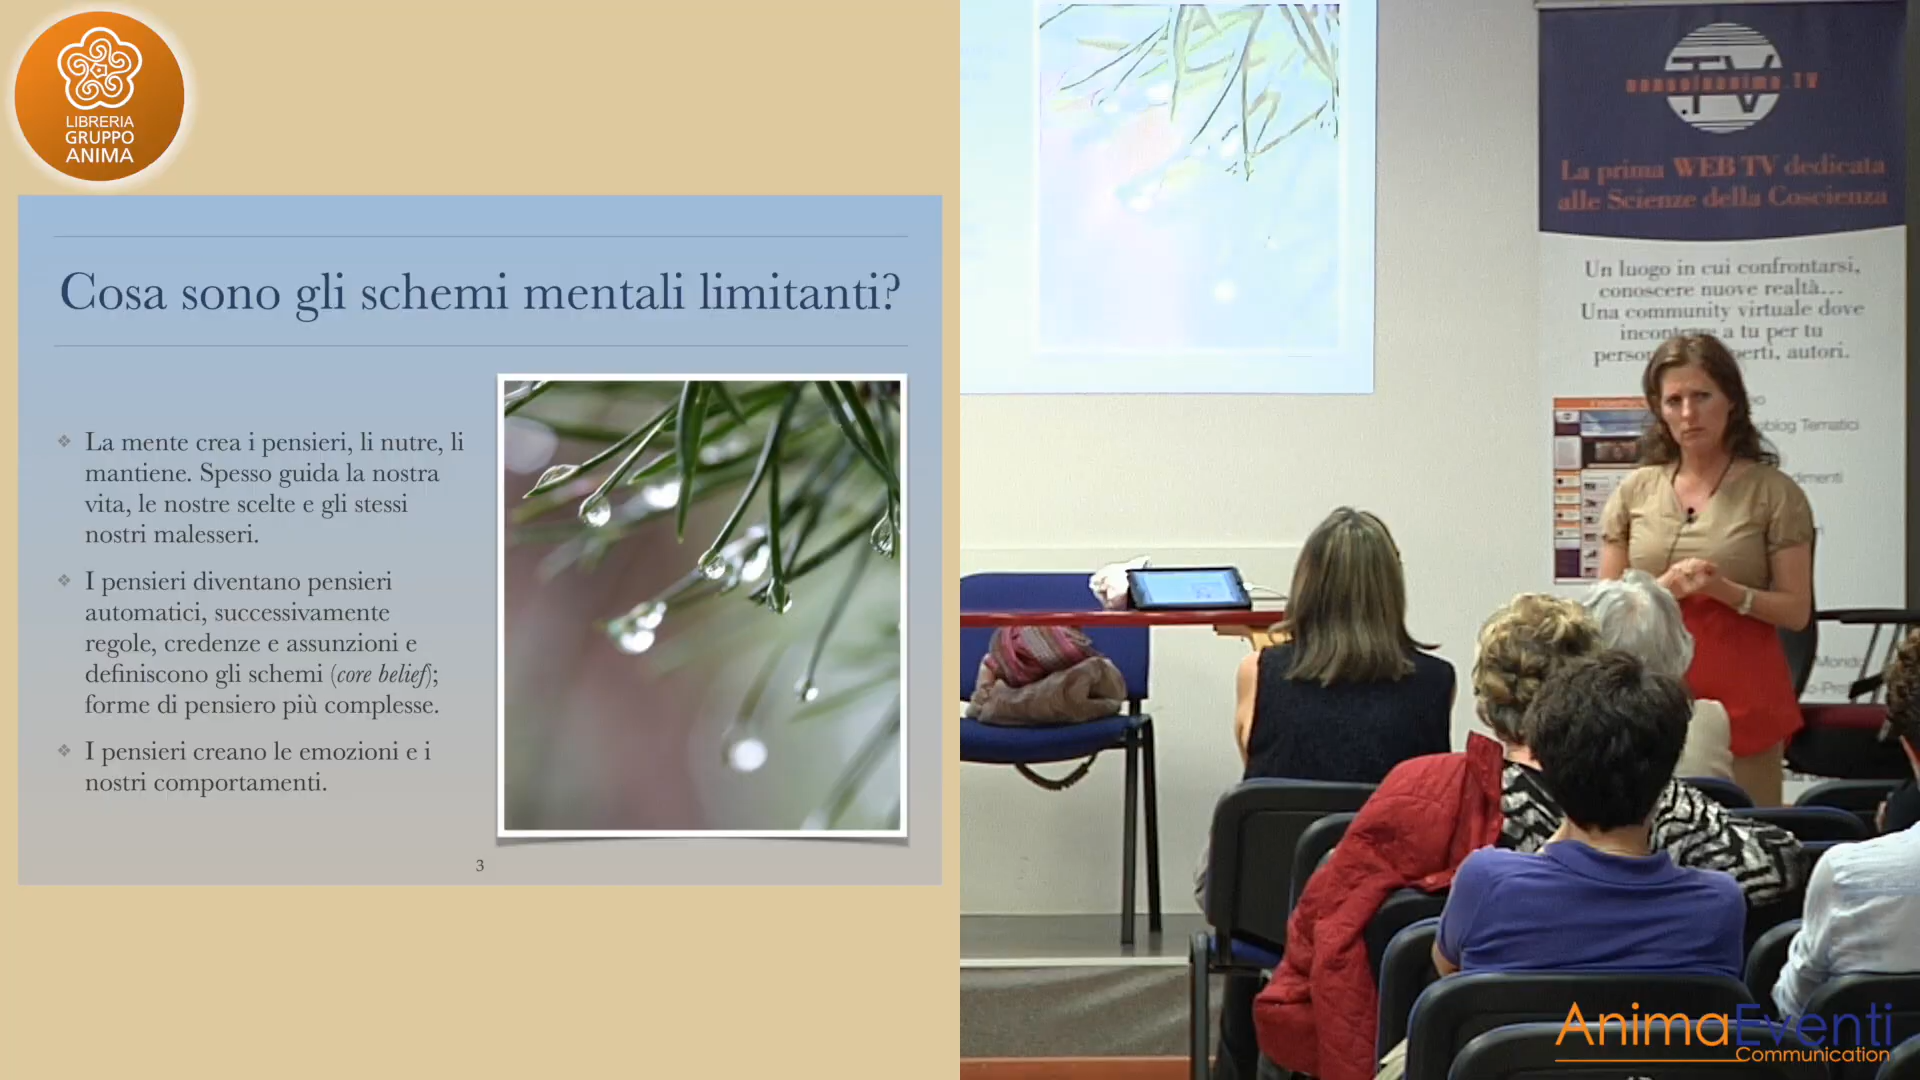 LIBRERIA
GRUPPO
ANIMA
Cosa sono gli schemi mentali limitanti?
❖ La mente crea i pensieri, li nutre, li
mantiene. Spesso guida la nostra
vita, le nostre scelte e gli stessi
nostri malesseri.
❖ I pensieri diventano pensieri
automatici, successivamente
regole, credenze e assunzioni e
definiscono gli schemi (core belief);
forme di pensiero più complesse.
❖ I pensieri creano le emozioni e i
nostri comportamenti.
3
.TV
nonsoloanima.TV
La prima WEB TV dedicata
alle Scienze della Coscienza
Un luogo in cui confrontarsi,
conoscere nuove realtà...
Una community virtuale dove
a tu per tu
autori.
Tematici
AnimaEventi
Communication